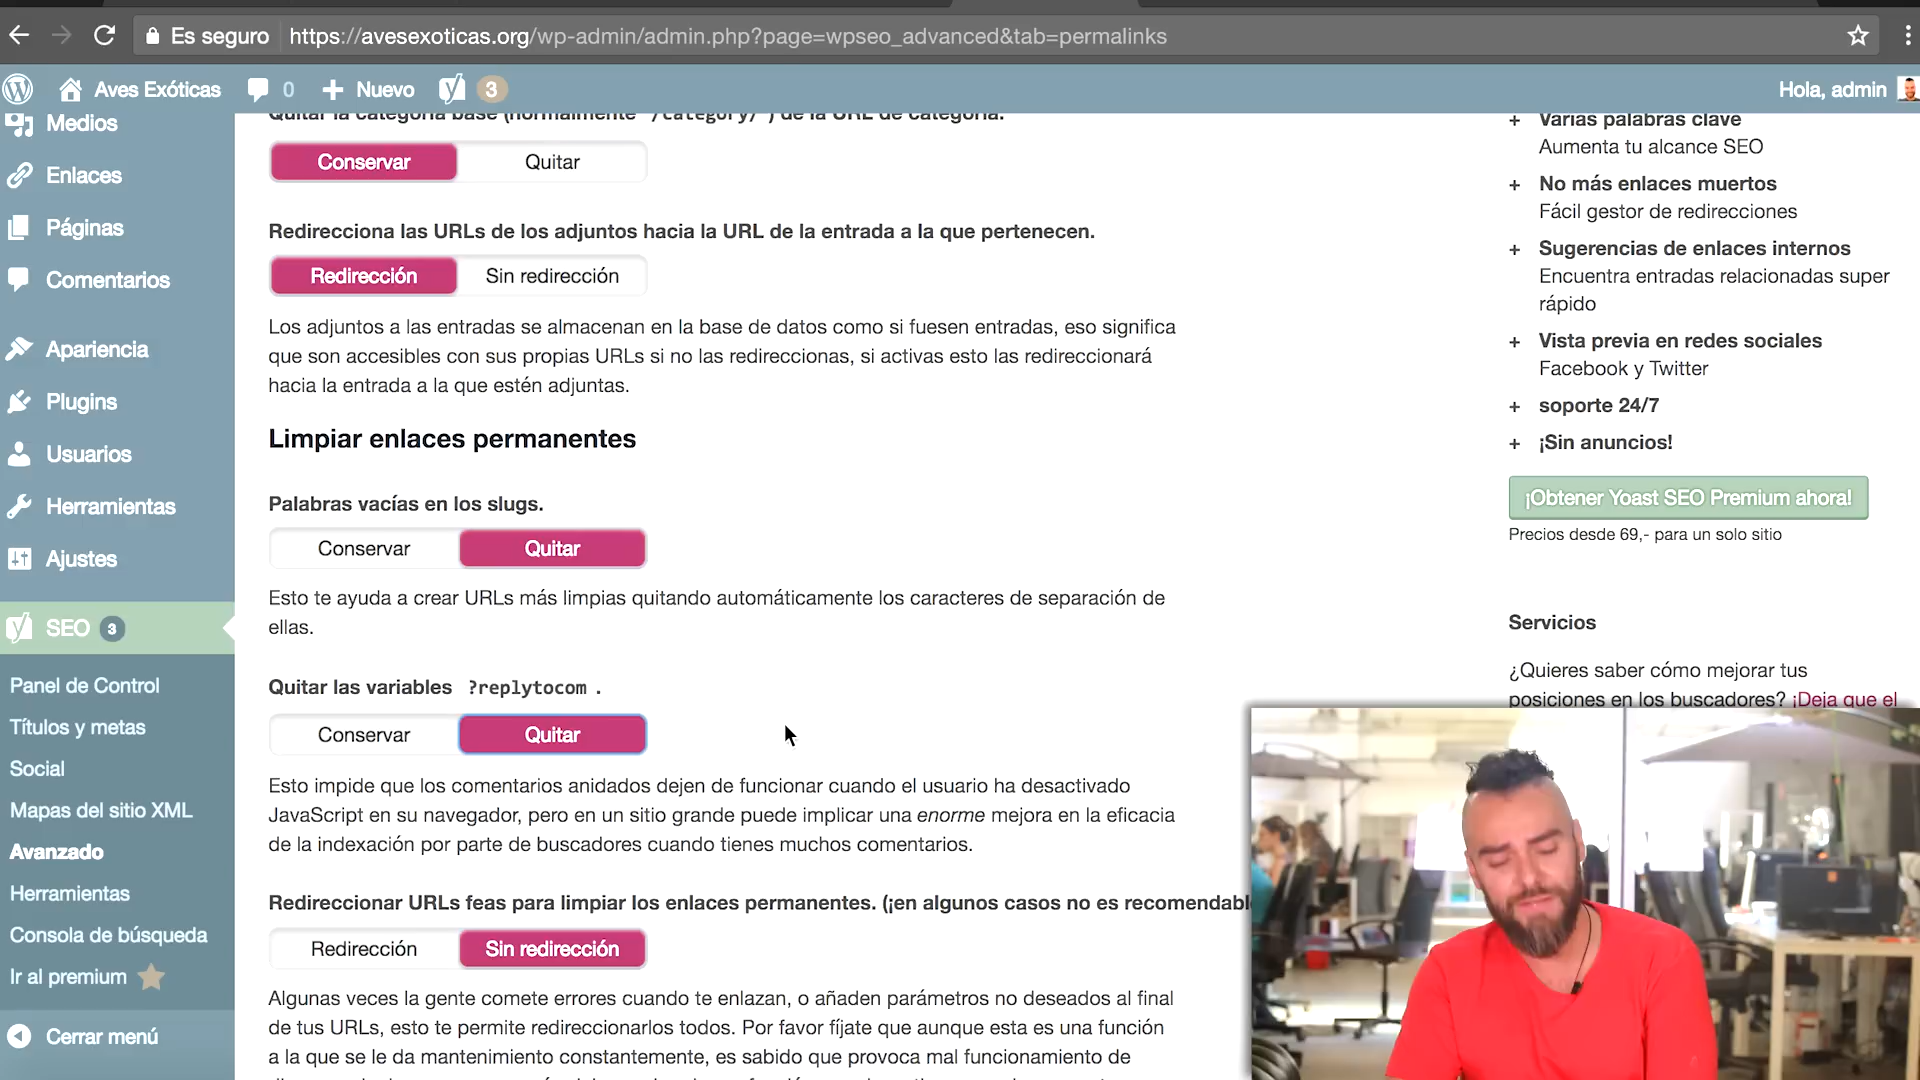 Es seguro https://avesexoticas.org/wp-admin/admin.php?page=wpseo_advanced&tab=permalinks
Aves Exóticas 0 Nuevo 3 Hola, admin
Medios
Enlaces
Páginas
Comentarios
Apariencia
Plugins
Usuarios
Herramientas
Ajustes
SEO 3
Panel de Control
Títulos y metas
Social
Mapas del sitio XML
Avanzado
Herramientas
Consola de búsqueda
Ir al premium
Cerrar menú
Quitar la categoría base (normalmente /category/ ) de la URL de categoría.
Conservar Quitar
Redirecciona las URLs de los adjuntos hacia la URL de la entrada a la que pertenecen.
Redirección Sin redirección
Los adjuntos a las entradas se almacenan en la base de datos como si fuesen entradas, eso significa
que son accesibles con sus propias URLs si no las redireccionas, si activas esto las redireccionará
hacia la entrada a la que estén adjuntas.
Limpiar enlaces permanentes
Palabras vacías en los slugs.
Conservar Quitar
Esto te ayuda a crear URLs más limpias quitando automáticamente los caracteres de separación de
ellas.
Quitar las variables ?replytocom .
Conservar Quitar
Esto impide que los comentarios anidados dejen de funcionar cuando el usuario ha desactivado
JavaScript en su navegador, pero en un sitio grande puede implicar una enorme mejora en la eficacia
de la indexación por parte de buscadores cuando tienes muchos comentarios.
Redireccionar URLs feas para limpiar los enlaces permanentes. (¡en algunos casos no es recomendabl
Redirección Sin redirección
Algunas veces la gente comete errores cuando te enlazan, o añaden parámetros no deseados al final
de tus URLs, esto te permite redireccionarlos todos. Por favor fíjate que aunque esta es una función
a la que se le da mantenimiento constantemente, es sabido que provoca mal funcionamiento de
+ Varias palabras clave
Aumenta tu alcance SEO
+ No más enlaces muertos
Fácil gestor de redirecciones
+ Sugerencias de enlaces internos
Encuentra entradas relacionadas super
rápido
+ Vista previa en redes sociales
Facebook y Twitter
+ soporte 24/7
+ ¡Sin anuncios!
¡Obtener Yoast SEO Premium ahora!
Precios desde 69,- para un solo sitio
Servicios
¿Quieres saber cómo mejorar tus
posiciones en los buscadores? ¡Deja que el